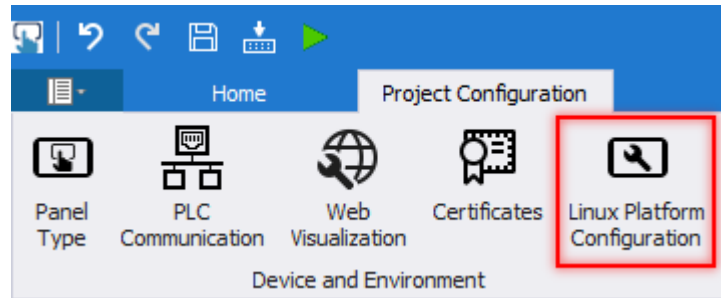 Home
Project Configuration
Panel
Type
PLC
Communication
Web
Visualization
Certificates
Linux Platform
Configuration
Device and Environment